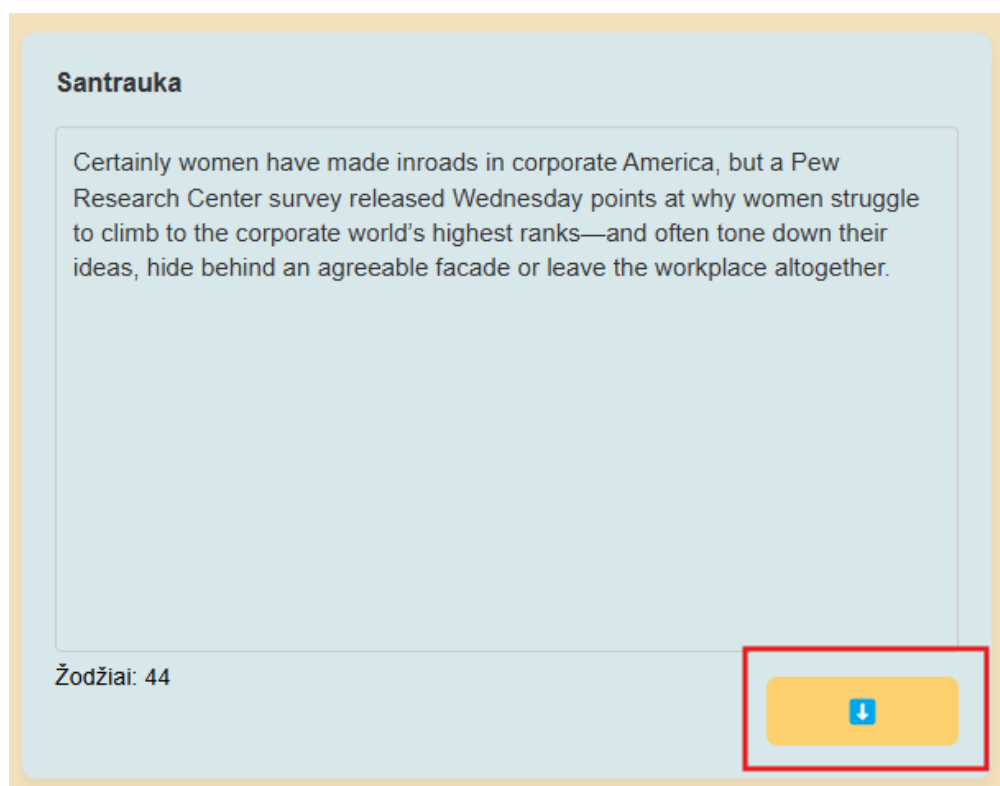 Santrauka
Certainly women have made inroads in corporate America, but a Pew
Research Center survey released Wednesday points at why women struggle
to climb to the corporate world’s highest ranks—and often tone down their
ideas, hide behind an agreeable facade or leave the workplace altogether.
Žodžiai: 44